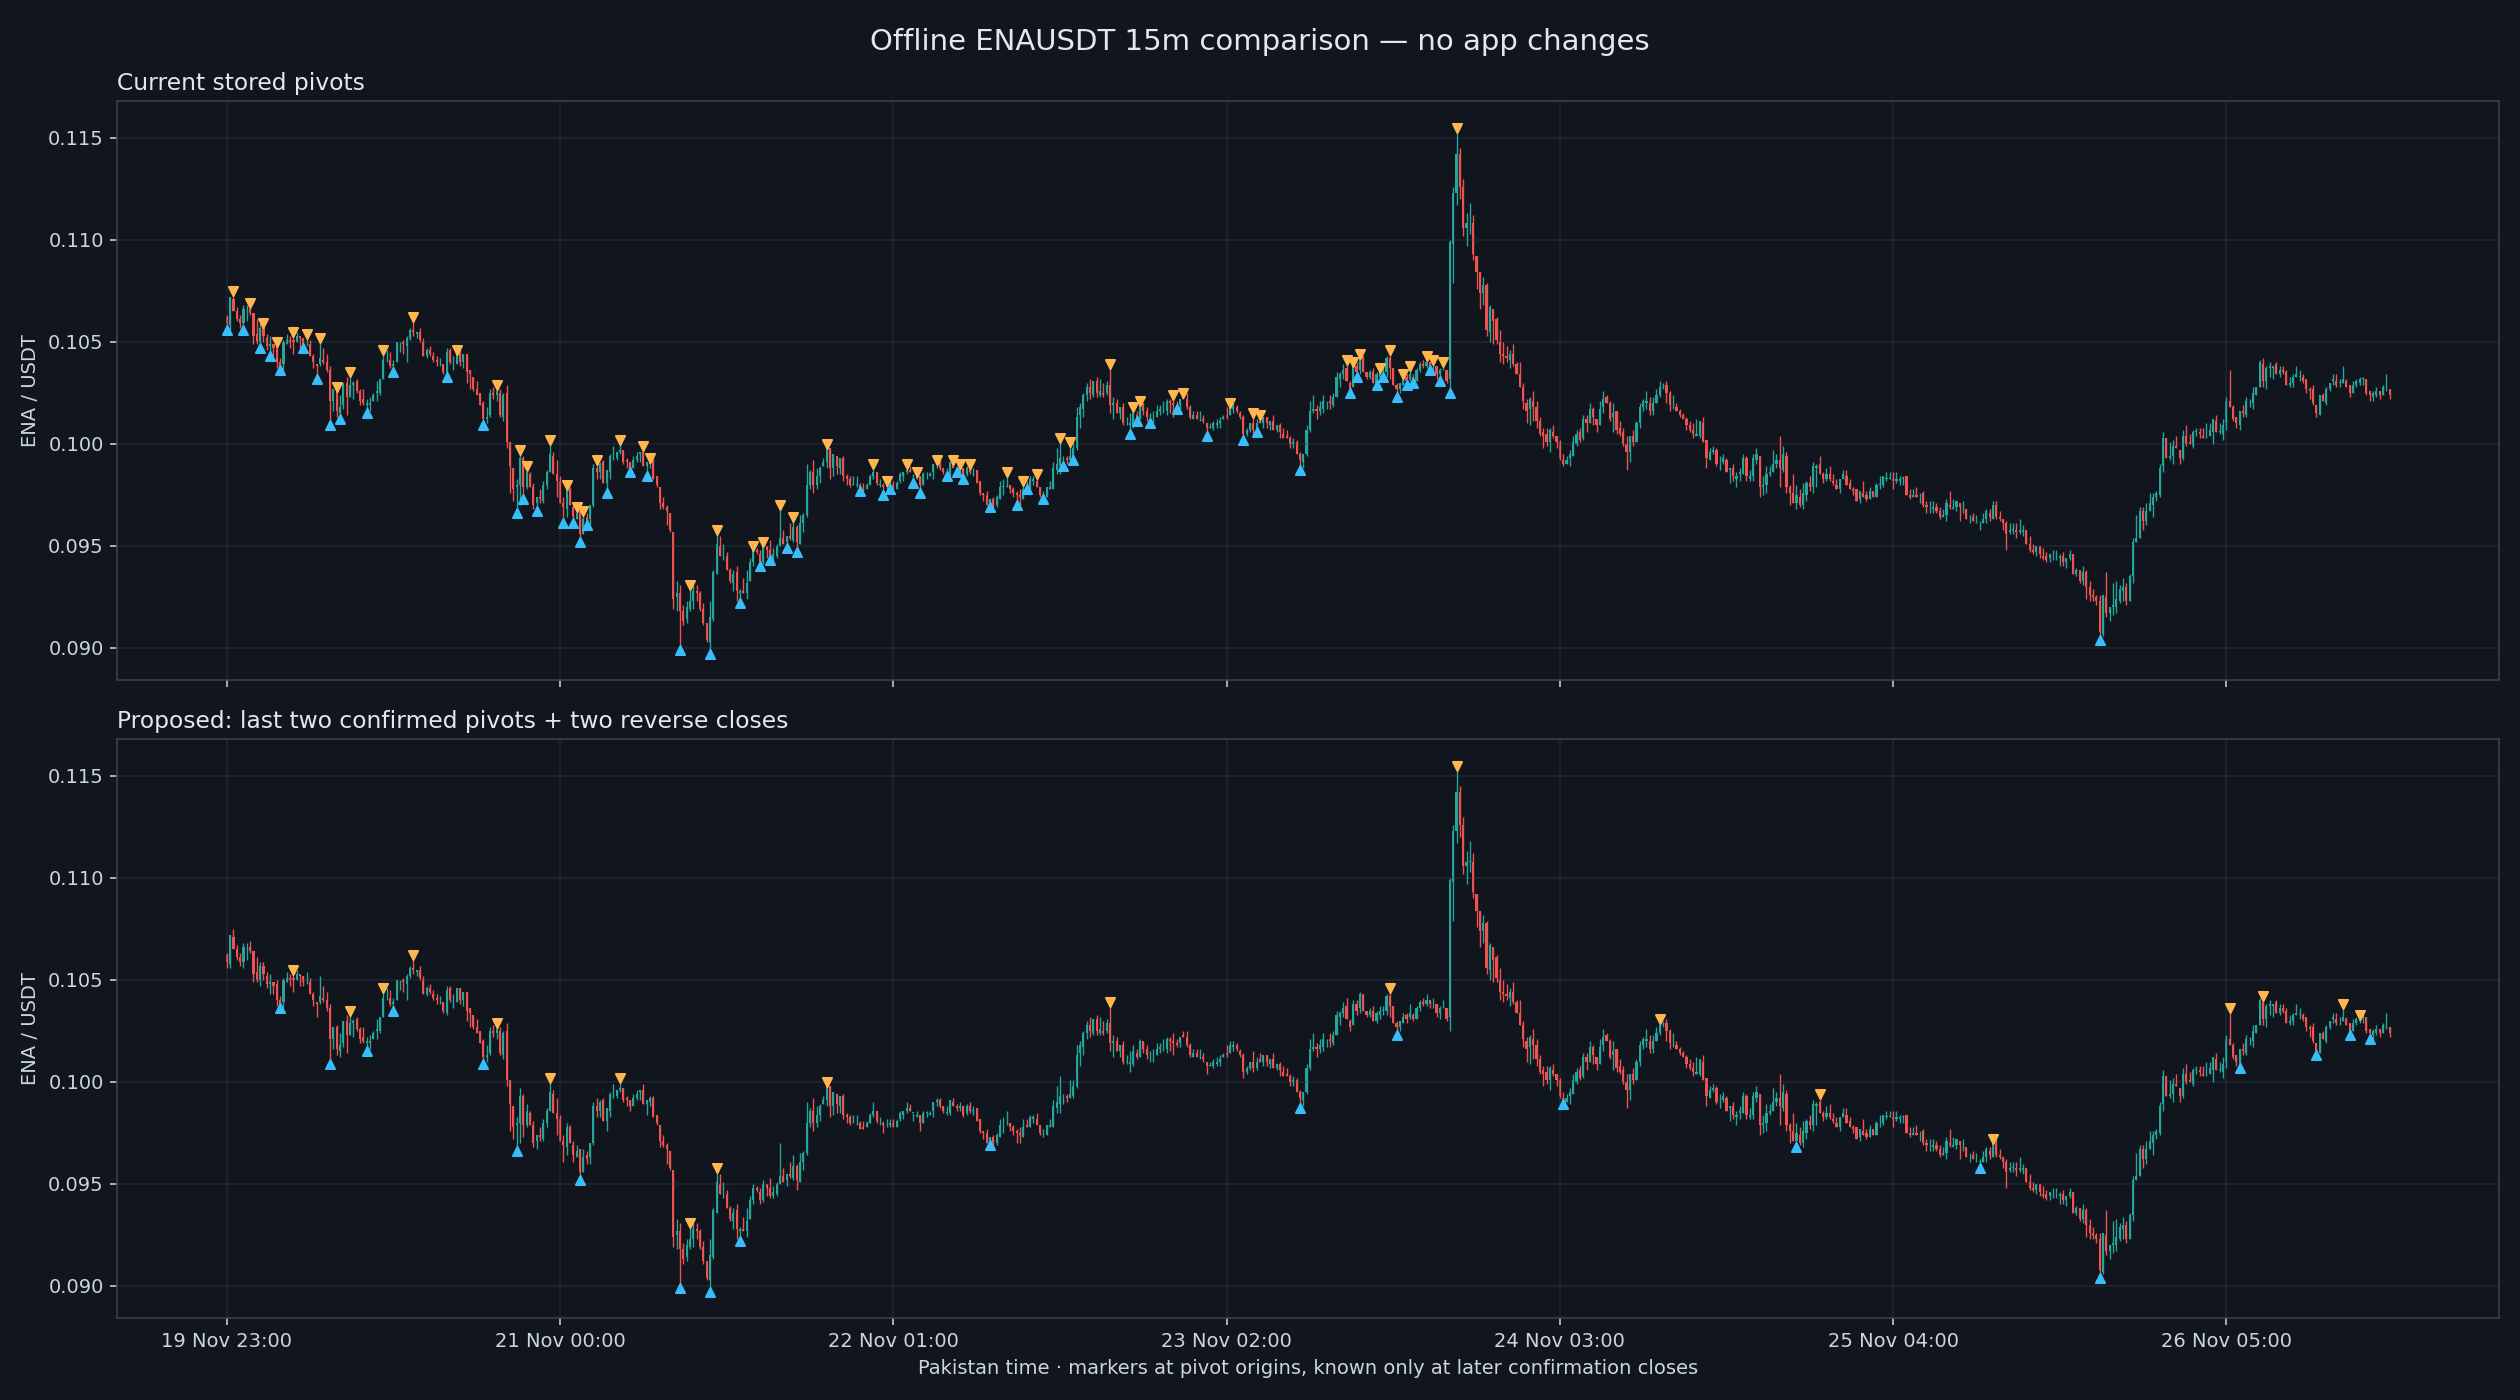 Offline ENAUSDT 15m comparison — no app changes
Current stored pivots
0.115
0.110
0.105
0.100
0.095
0.090
ENA / USDT
Proposed: last two confirmed pivots + two reverse closes
0.115
0.110
0.105
0.100
0.095
0.090
ENA / USDT
19 Nov 23:00 21 Nov 00:00 22 Nov 01:00 23 Nov 02:00 24 Nov 03:00 25 Nov 04:00 26 Nov 05:00
Pakistan time · markers at pivot origins, known only at later confirmation closes